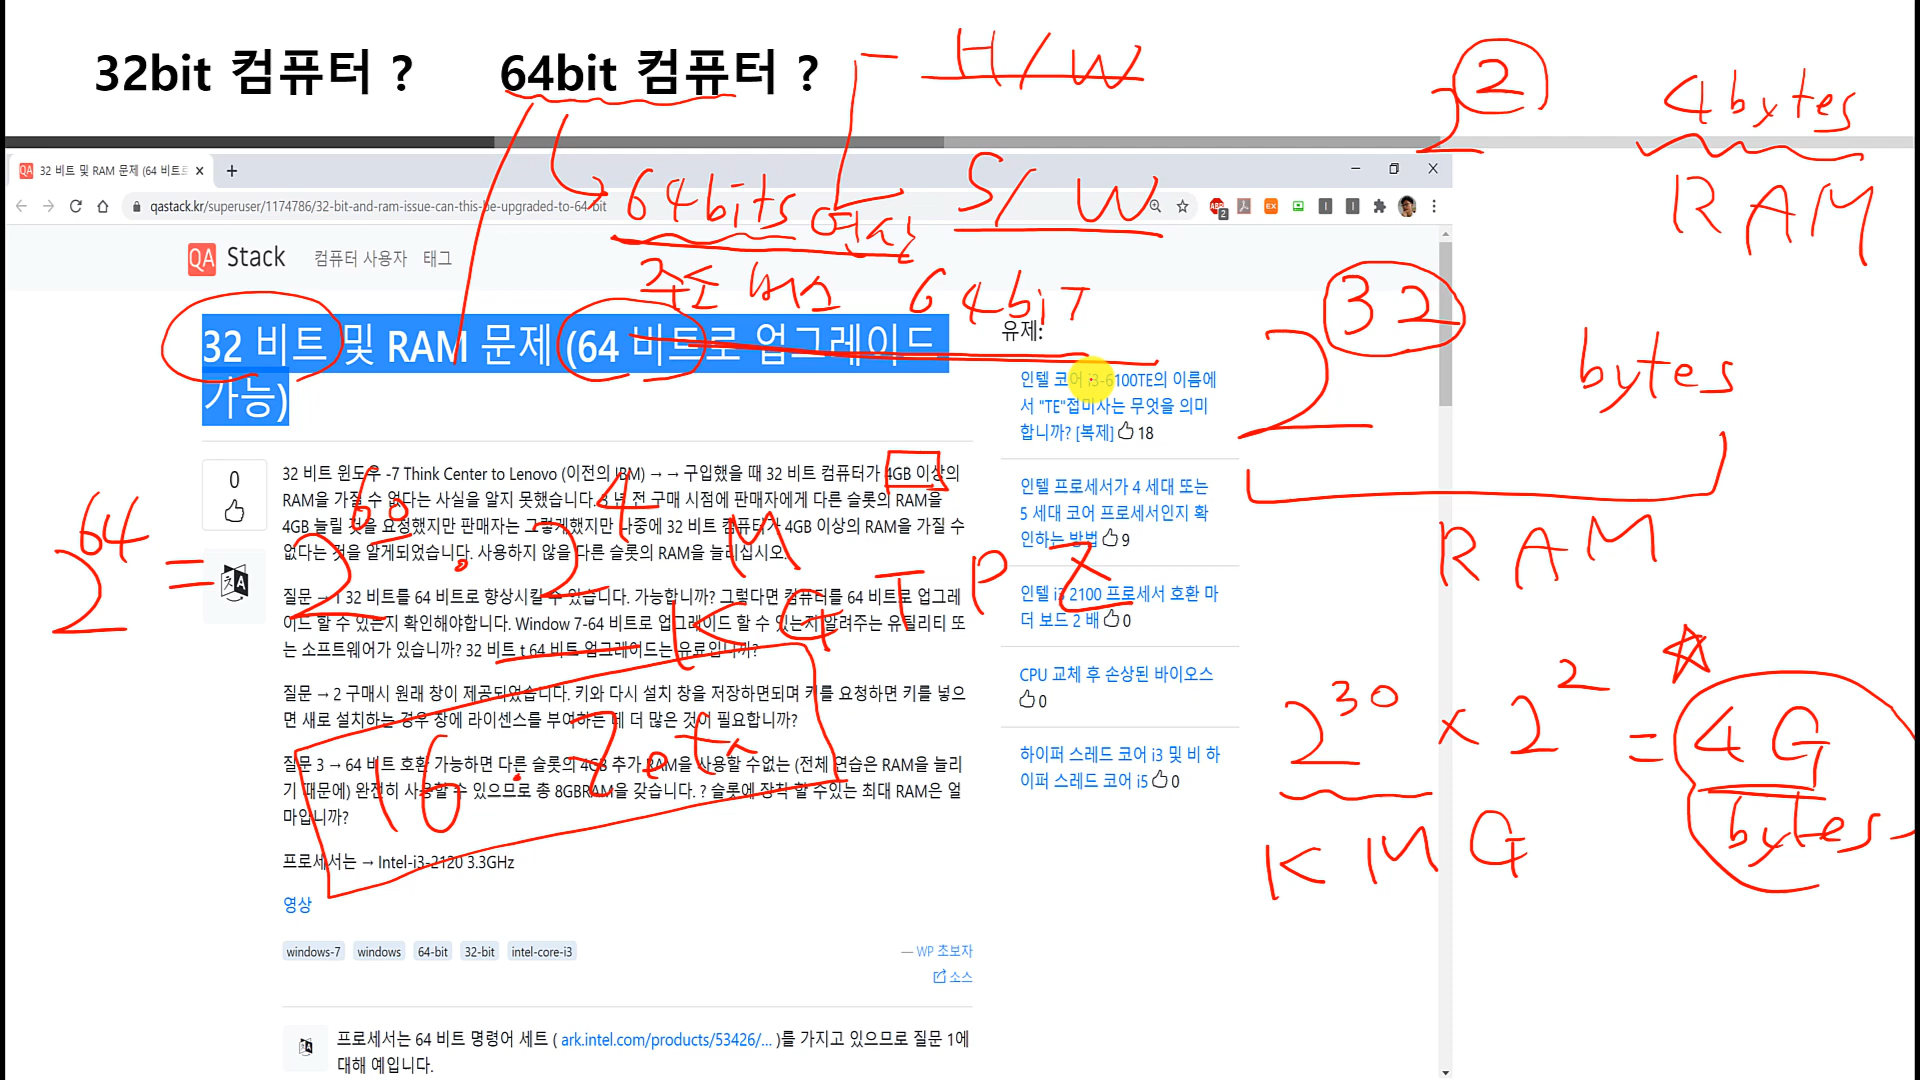 32bit 컴퓨터 ? 64bit 컴퓨터 ?
H/W
2²
4bytes
RAM
32 비트 및 RAM 문제 (64 비트로
qastack.kr/superuser/1174786/32-bit-and-ram-issue-can-this-be-upgraded-to-64-bit
64bits 연산
S/W
주소 버스 64bit
QA Stack 컴퓨터 사용자 태그
32 비트 및 RAM 문제 (64 비트로 업그레이드
가능)
2³² bytes
RAM
0
32 비트 윈도우 -7 Think Center to Lenovo (이전의 IBM) → → 구입했을 때 32 비트 컴퓨터가 4GB 이상의
RAM을 가질 수 없다는 사실을 알지 못했습니다. 3 년 전 구매 시점에 판매자에게 다른 슬롯의 RAM을
4GB 늘릴 것을 요청했지만 판매자는 그렇게했지만 나중에 32 비트 컴퓨터가 4GB 이상의 RAM을 가질 수
없다는 것을 알게되었습니다. 사용하지 않을 다른 슬롯의 RAM을 늘리십시오.
질문 → 1 32 비트를 64 비트로 향상시킬 수 있습니다. 가능합니까? 그렇다면 컴퓨터를 64 비트로 업그레
이드 할 수 있는지 확인해야합니다. Window 7-64 비트로 업그레이드 할 수 있는지 알려주는 유틸리티 또
는 소프트웨어가 있습니까? 32 비트 t 64 비트 업그레이드는 유료입니까?
질문 → 2 구매시 원래 창이 제공되었습니다. 키와 다시 설치 창을 저장하면되며 키를 요청하면 키를 넣으
면 새로 설치하는 경우 창에 라이센스를 부여하는 데 더 많은 것이 필요합니까?
질문 3 → 64 비트 호환 가능하면 다른 슬롯의 4GB 추가 RAM을 사용할 수없는 (전체 연습은 RAM을 늘리
기 때문에) 완전히 사용할 수 있으므로 총 8GBRAM을 갖습니다. ? 슬롯에 장착 할 수있는 최대 RAM은 얼
마입니까?
프로세서는 → Intel-i3-2120 3.3GHz
영상
windows-7 windows 64-bit 32-bit intel-core-i3
— WP 초보자
소스
프로세서는 64 비트 명령어 세트 ( ark.intel.com/products/53426/... )를 가지고 있으므로 질문 1에
대해 예입니다.
유제:
인텔 코어 i3-6100TE의 이름에
서 "TE"접미사는 무엇을 의미
합니까? [복제] 18
인텔 프로세서가 4 세대 또는
5 세대 코어 프로세서인지 확
인하는 방법 9
인텔 i3 2100 프로세서 호환 마
더 보드 2 배 0
CPU 교체 후 손상된 바이오스
0
하이퍼 스레드 코어 i3 및 비 하
이퍼 스레드 코어 i5 0
2⁶⁴ = 2⁶⁰ · 2⁴
K M G T P Z
16 · Zeta
2³⁰ × 2² = 4G
bytes
K M G